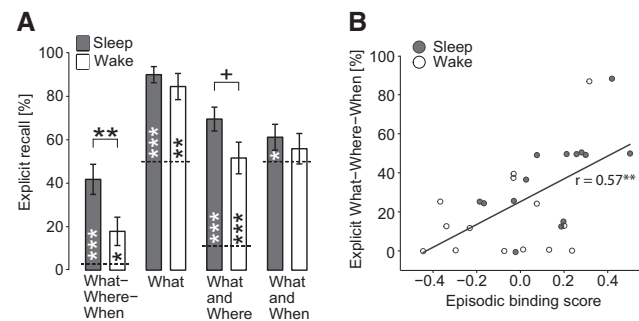 A
B
Sleep
Wake
Explicit recall [%]
100
80
60
40
20
0
**
+
***
*
***
**
***
***
*
What–
Where–
When
What
What
and
Where
What
and
When
Sleep
Wake
Explicit What–Where–When [%]
100
80
60
40
20
0
r = 0.57**
−0.4
−0.2
0.0
0.2
0.4
Episodic binding score